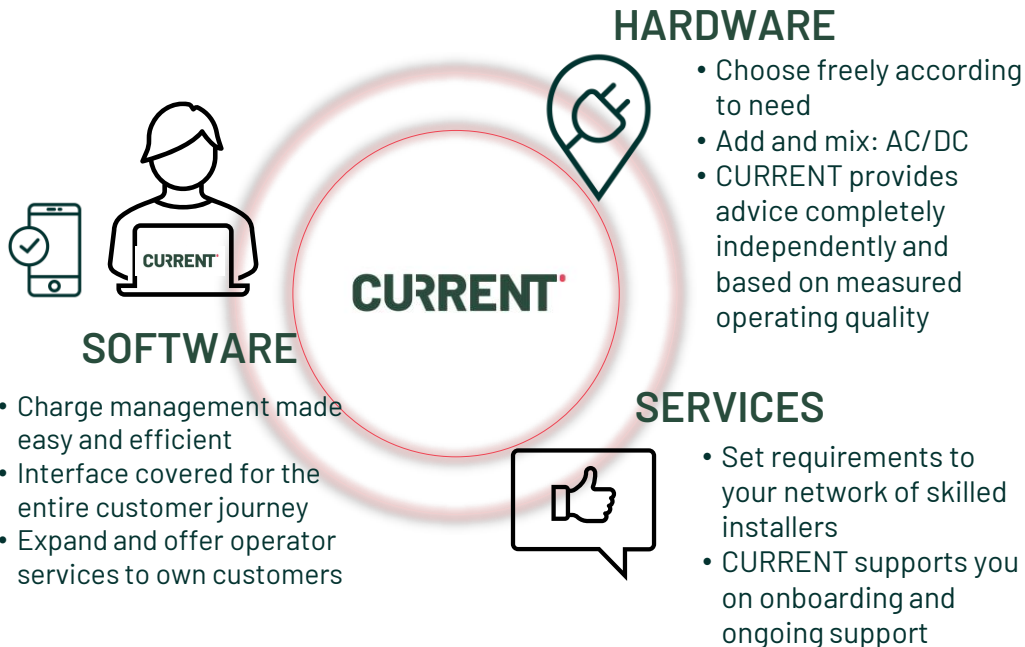 HARDWARE
• Choose freely according
to need
• Add and mix: AC/DC
• CURRENT provides
advice completely
independently and
based on measured
operating quality
CURRENT
CURRENT
SOFTWARE
• Charge management made
easy and efficient
• Interface covered for the
entire customer journey
• Expand and offer operator
services to own customers
SERVICES
• Set requirements to
your network of skilled
installers
• CURRENT supports you
on onboarding and
ongoing support